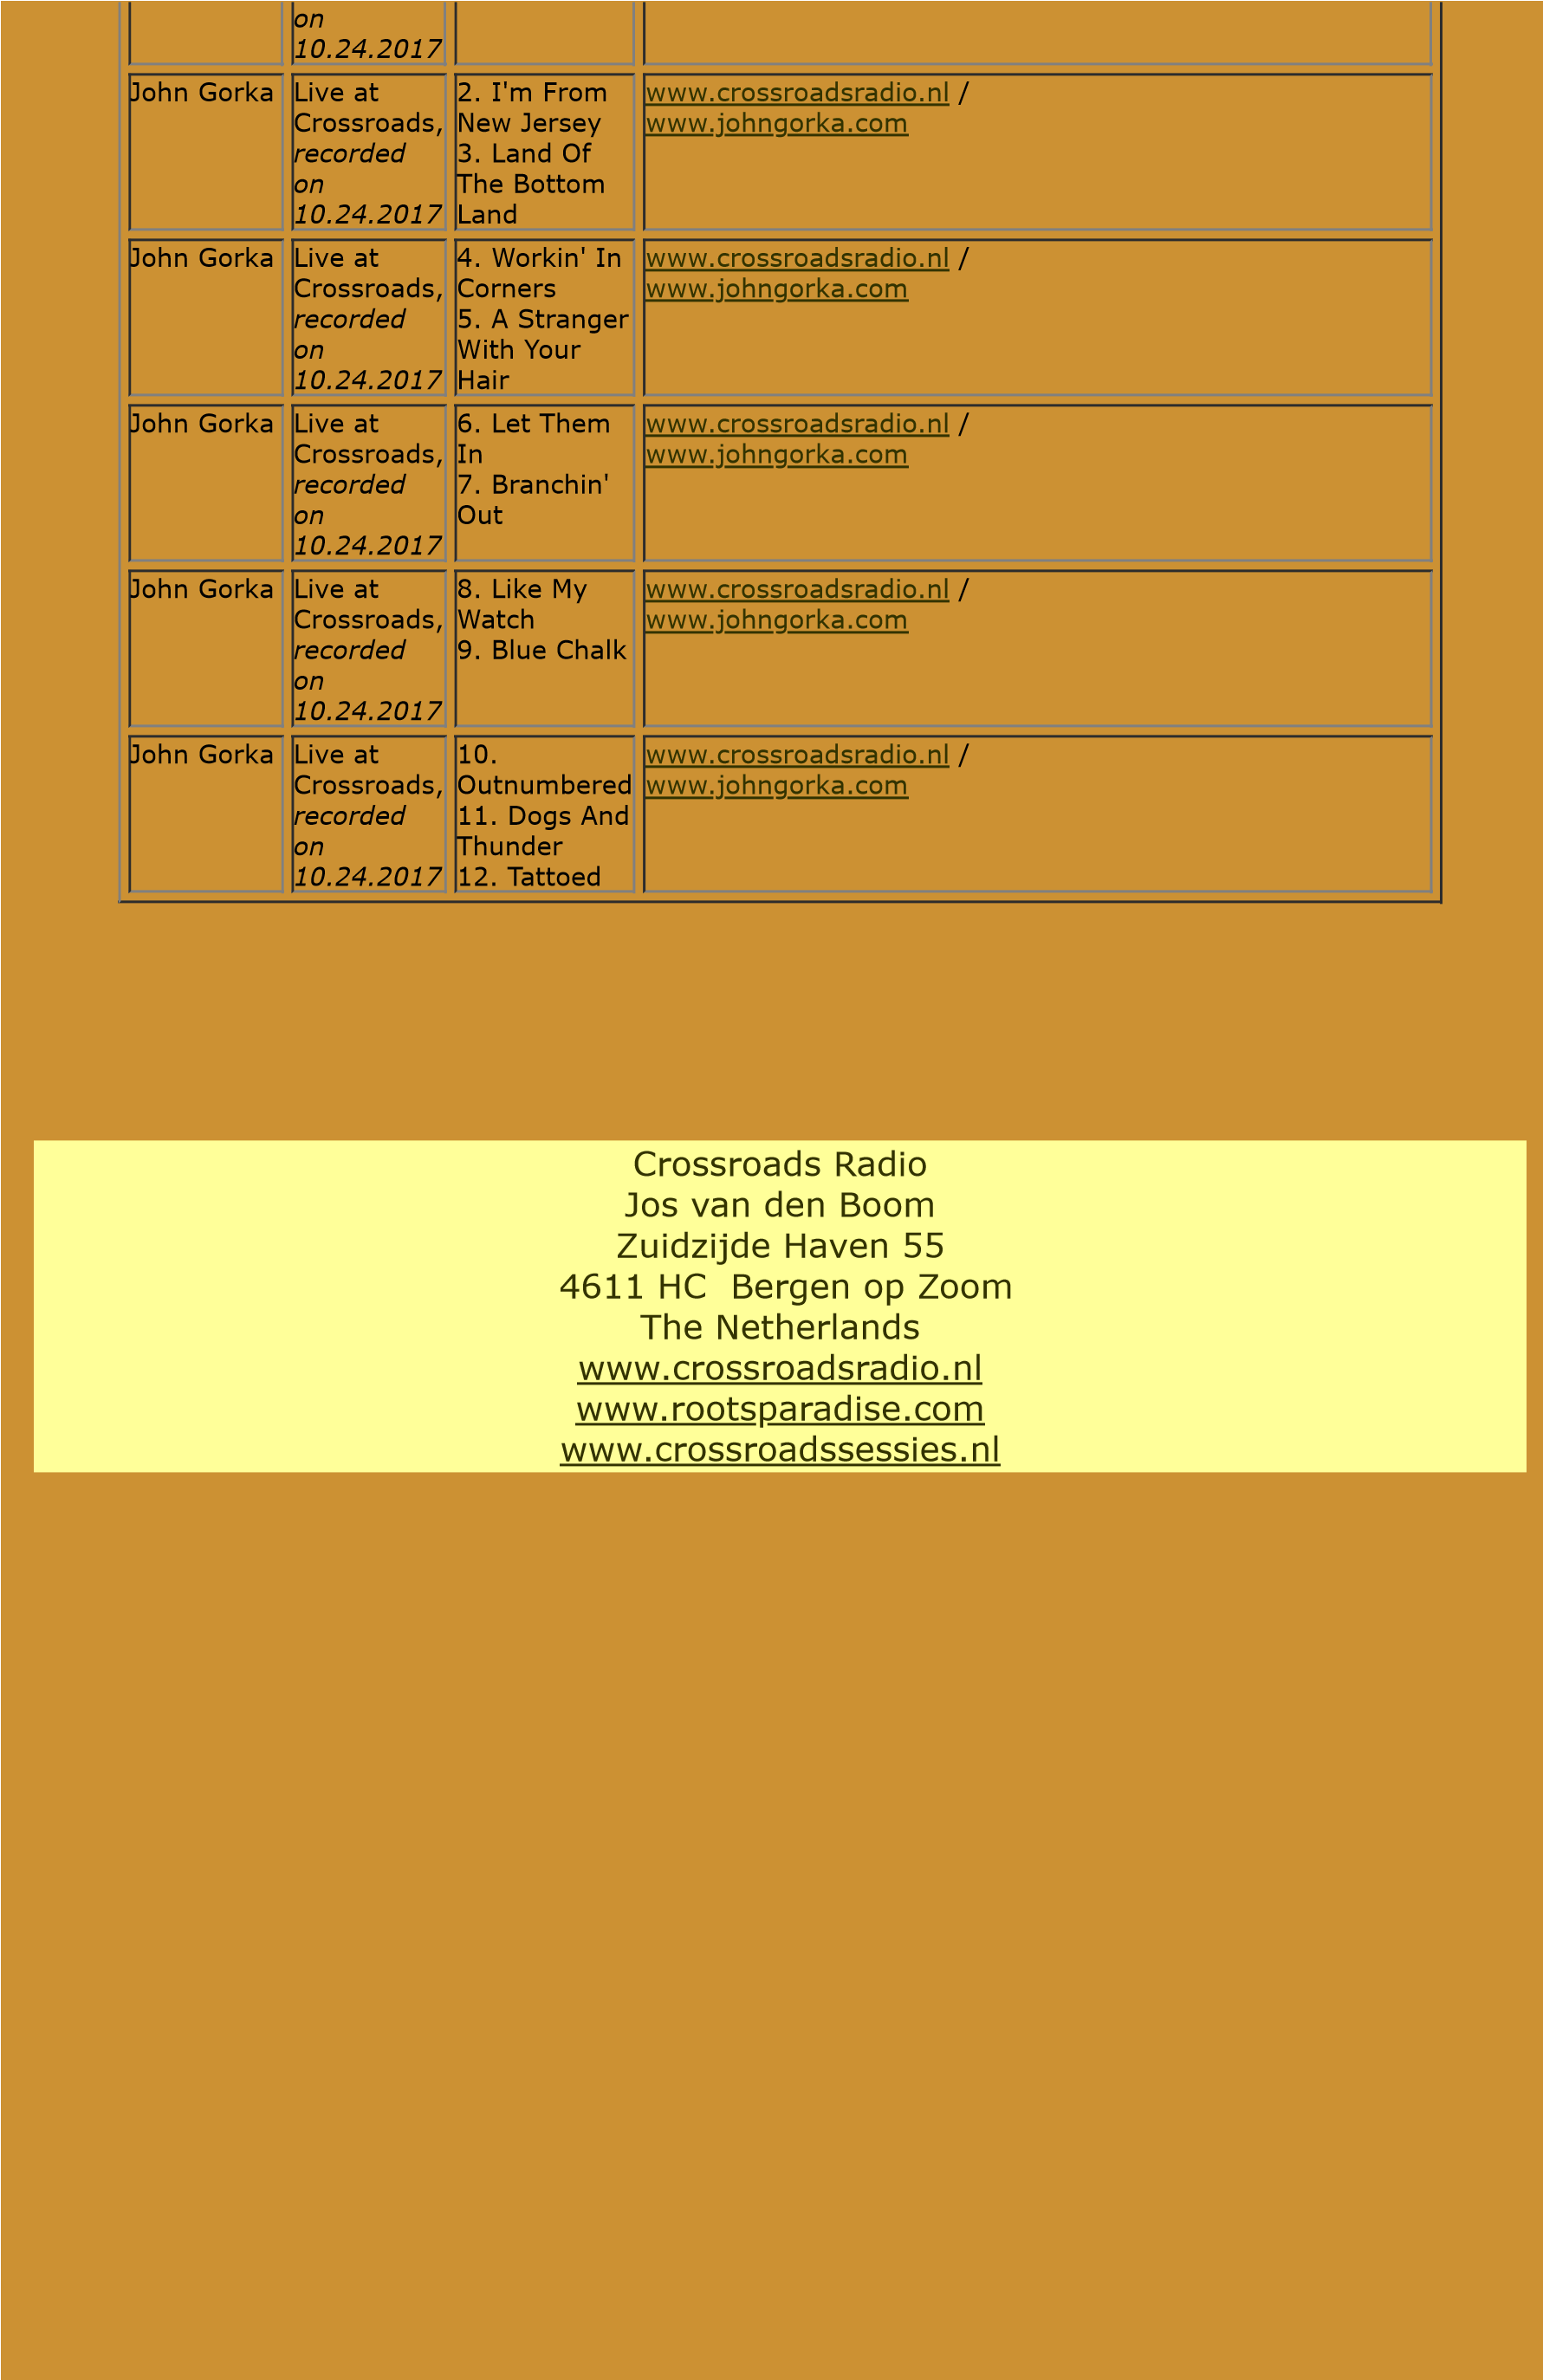 on
10.24.2017
John Gorka
Live at
Crossroads,
recorded
on
10.24.2017
2. I'm From
New Jersey
3. Land Of
The Bottom
Land
www.crossroadsradio.nl /
www.johngorka.com
John Gorka
Live at
Crossroads,
recorded
on
10.24.2017
4. Workin' In
Corners
5. A Stranger
With Your
Hair
www.crossroadsradio.nl /
www.johngorka.com
John Gorka
Live at
Crossroads,
recorded
on
10.24.2017
6. Let Them
In
7. Branchin'
Out
www.crossroadsradio.nl /
www.johngorka.com
John Gorka
Live at
Crossroads,
recorded
on
10.24.2017
8. Like My
Watch
9. Blue Chalk
www.crossroadsradio.nl /
www.johngorka.com
John Gorka
Live at
Crossroads,
recorded
on
10.24.2017
10.
Outnumbered
11. Dogs And
Thunder
12. Tattoed
www.crossroadsradio.nl /
www.johngorka.com
Crossroads Radio
Jos van den Boom
Zuidzijde Haven 55
4611 HC  Bergen op Zoom
The Netherlands
www.crossroadsradio.nl
www.rootsparadise.com
www.crossroadssessies.nl